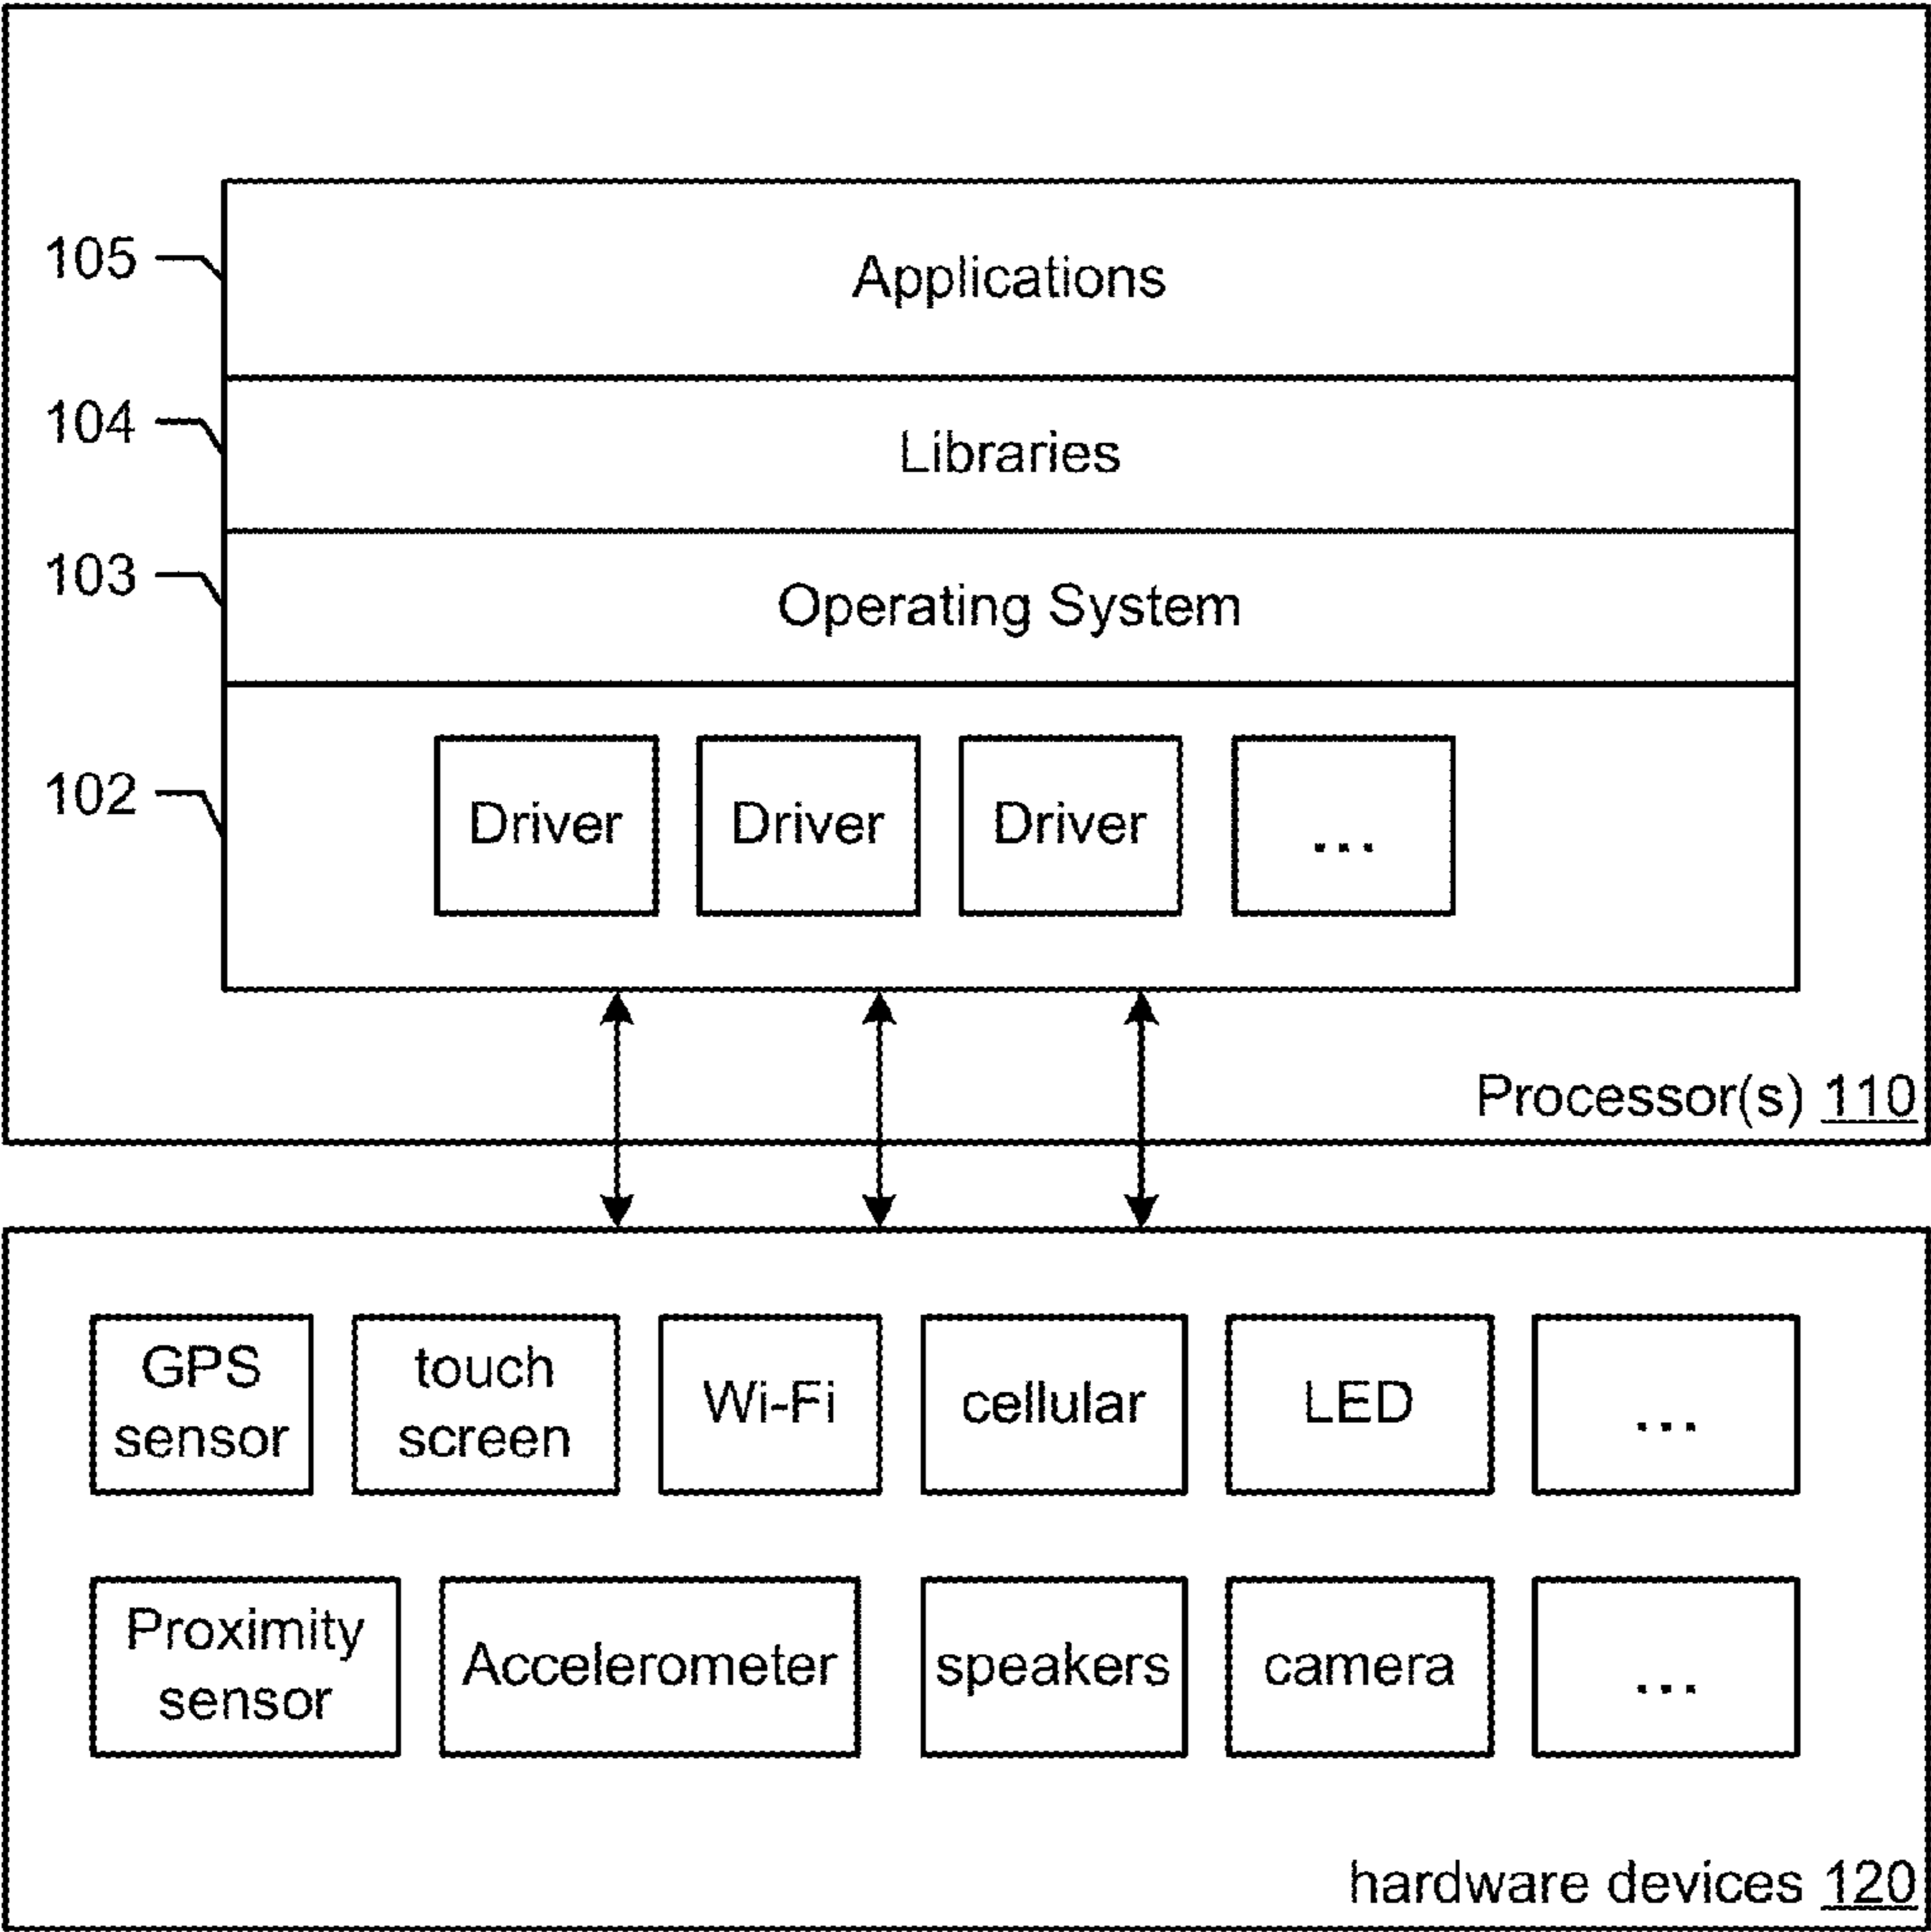 105
Applications
104
Libraries
103
Operating System
102
Driver
Driver
Driver
...
Processor(s) 110
GPS
sensor
touch
screen
Wi-Fi
cellular
LED
...
Proximity
sensor
Accelerometer
speakers
camera
...
hardware devices 120